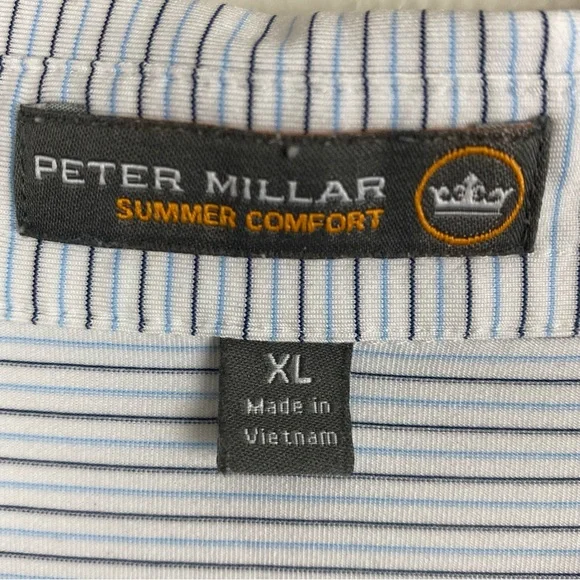 PETER MILLAR
SUMMER COMFORT
XL
Made in
Vietnam